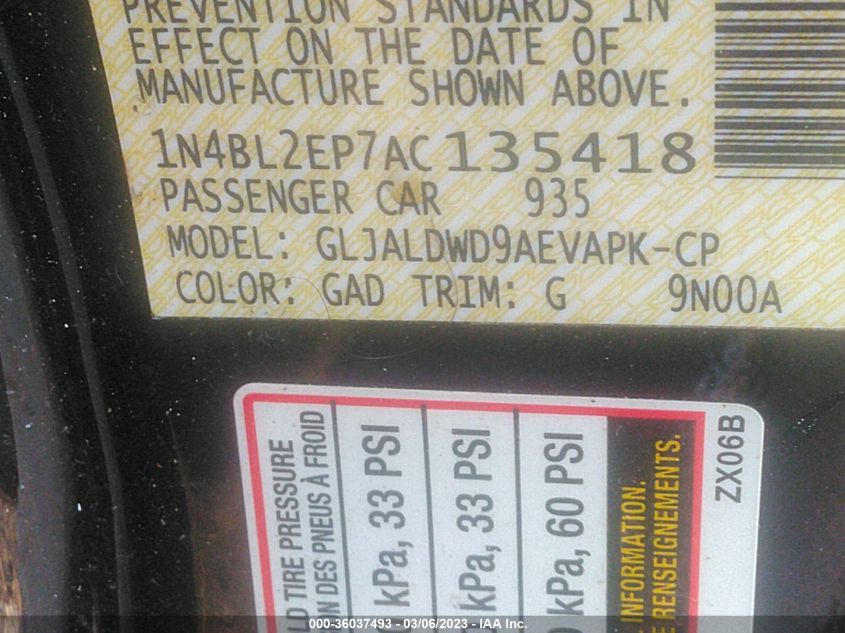 PREVENTION STANDARDS IN
EFFECT ON THE DATE OF
MANUFACTURE SHOWN ABOVE.
1N4BL2EP7AC135418
PASSENGER CAR 935
MODEL: GLJALDWD9AEVAPK-CP
COLOR: GAD TRIM: G 9N00A
TIRE PRESSURE
DES PNEUS À FROID
kPa, 33 PSI
kPa, 33 PSI
kPa, 60 PSI
INFORMATION.
RENSEIGNEMENTS.
ZX06B
000-36037493 - 03/06/2023 - IAA Inc.